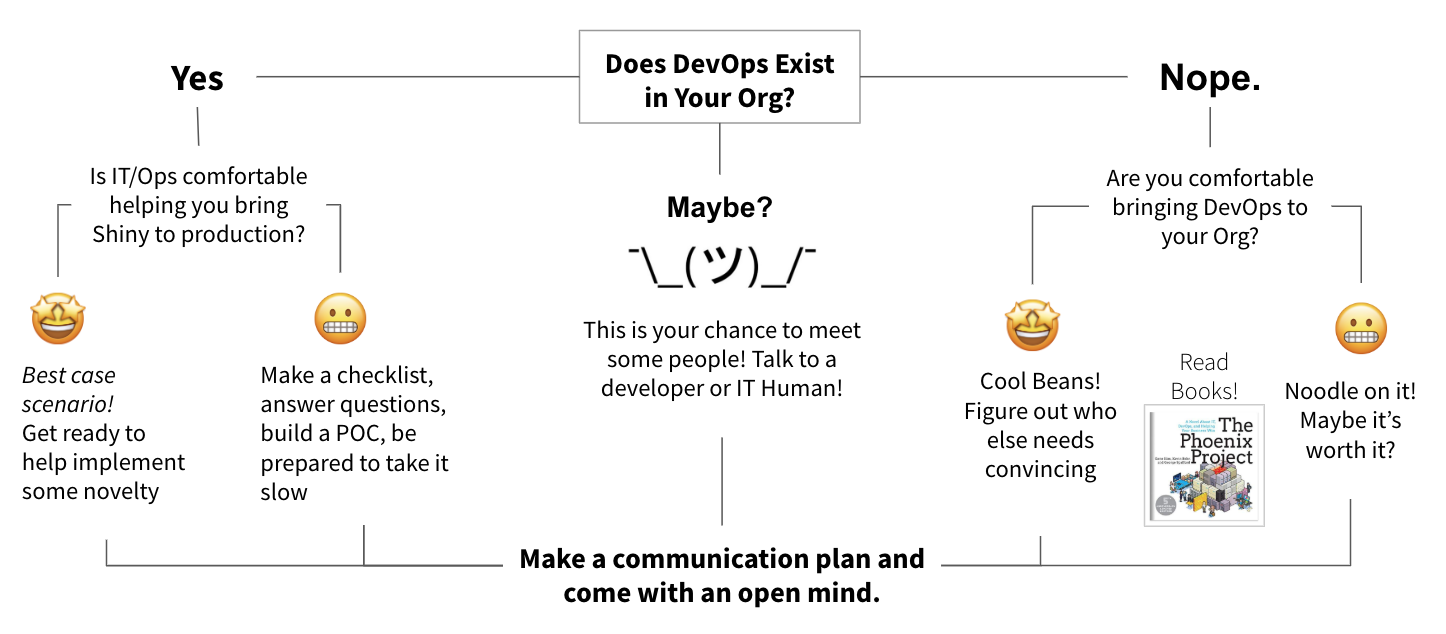 Does DevOps Exist
in Your Org?
Yes
Nope.
Is IT/Ops comfortable
helping you bring
Shiny to production?
Best case
scenario!
Get ready to
help implement
some novelty
Make a checklist,
answer questions,
build a POC, be
prepared to take it
slow
Maybe?
¯\_(ツ)_/¯
This is your chance to meet
some people! Talk to a
developer or IT Human!
Are you comfortable
bringing DevOps to
your Org?
Cool Beans!
Figure out who
else needs
convincing
Read
Books!
The
Phoenix
Project
Noodle on it!
Maybe it's
worth it?
Make a communication plan and
come with an open mind.